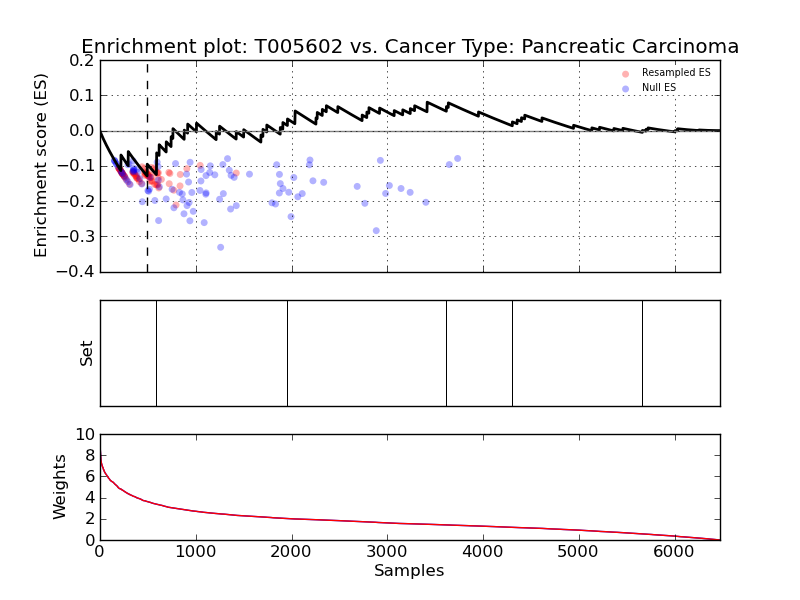 Enrichment plot: T005602 vs. Cancer Type: Pancreatic Carcinoma
Enrichment score (ES)
0.2
0.1
0.0
−0.1
−0.2
−0.3
−0.4
Resampled ES
Null ES
Set
Weights
10
8
6
4
2
0
0 1000 2000 3000 4000 5000 6000
Samples